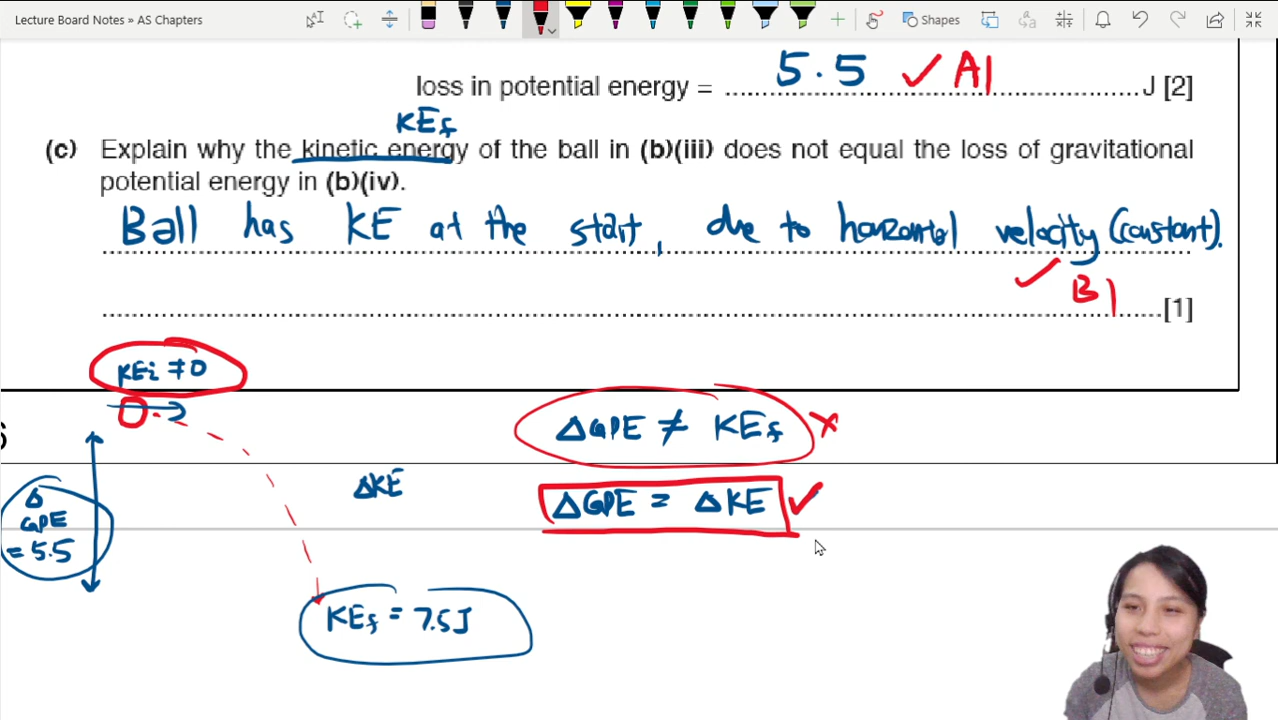 Lecture Board Notes » AS Chapters
Shapes
loss in potential energy = 5.5 ✓ A1 J [2]
KEf
(c) Explain why the kinetic energy of the ball in (b)(iii) does not equal the loss of gravitational
potential energy in (b)(iv).
Ball has KE at the start, due to horizontal velocity (constant).
✓ B1
[1]
KEi ≠ 0
ΔGPE ≠ KEf ✗
ΔKE
ΔGPE = ΔKE ✓
Δ
GPE
= 5.5
KEf = 7.5J